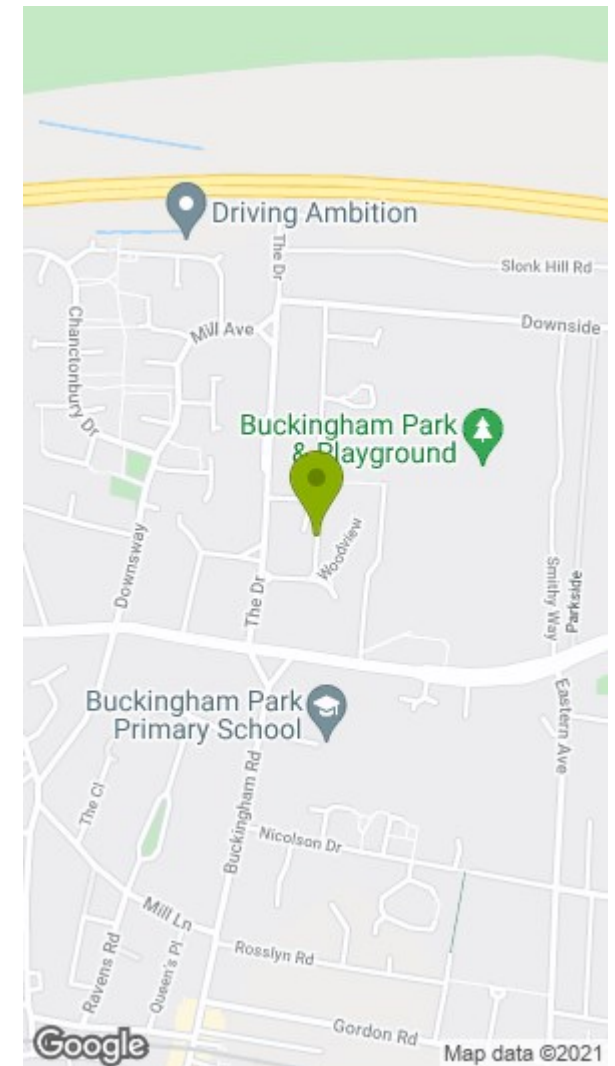 Driving Ambition
The Dr
Slonk Hill Rd
Downside
Mill Ave
Chanctonbury Dr
Buckingham Park
& Playground
Woodview
Downsway
The Dr
Smithy Way
Parkside
Buckingham Park
Primary School
Eastern Ave
Buckingham Rd
The Cl
Nicolson Dr
Mill Ln
Ravens Rd
Queen's Pl
Rosslyn Rd
Gordon Rd
Google
Map data ©2021